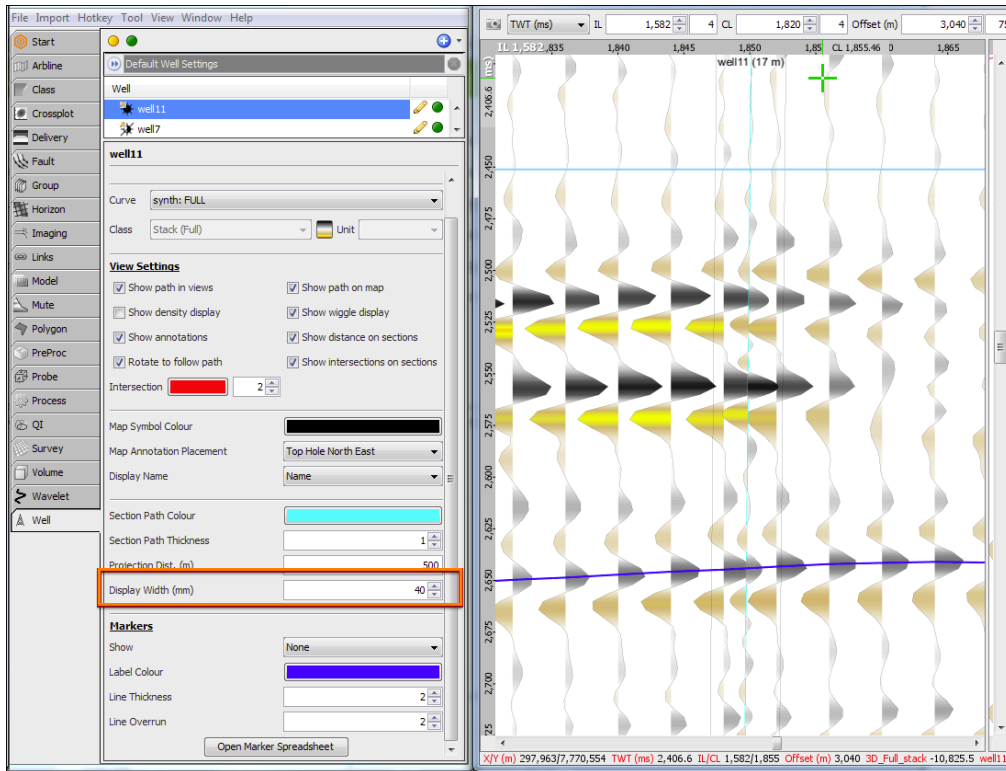 File Import Hotkey Tool View Window Help
Start
Arbline
Class
Crossplot
Delivery
Fault
Group
Horizon
Imaging
Links
Model
Mute
Polygon
PreProc
Probe
Process
QI
Survey
Volume
Wavelet
Well
Default Well Settings
Well
well11
well7
well11
Curve synth: FULL
Class Stack (Full) Unit
View Settings
Show path in views Show path on map
Show density display Show wiggle display
Show annotations Show distance on sections
Rotate to follow path Show intersections on sections
Intersection 2
Map Symbol Colour
Map Annotation Placement Top Hole North East
Display Name Name
Section Path Colour
Section Path Thickness 1
Projection Dist. (m) 500
Display Width (mm) 40
Markers
Show None
Label Colour
Line Thickness 2
Line Overrun 2
Open Marker Spreadsheet
TWT (ms) IL 1,582 4 CL 1,820 4 Offset (m) 3,040 75
IL 1,582 1,835 1,840 1,845 1,850 1,85 CL 1,855.46 0 1,865
well11 (17 m)
ms)
2,406.6
2,450
2,475
2,500
2,525
2,550
2,575
2,600
2,625
2,650
2,675
2,700
25
X/Y (m) 297,963/7,770,554 TWT (ms) 2,406.6 IL/CL 1,582/1,855 Offset (m) 3,040 3D_Full_stack -10,825.5 well11